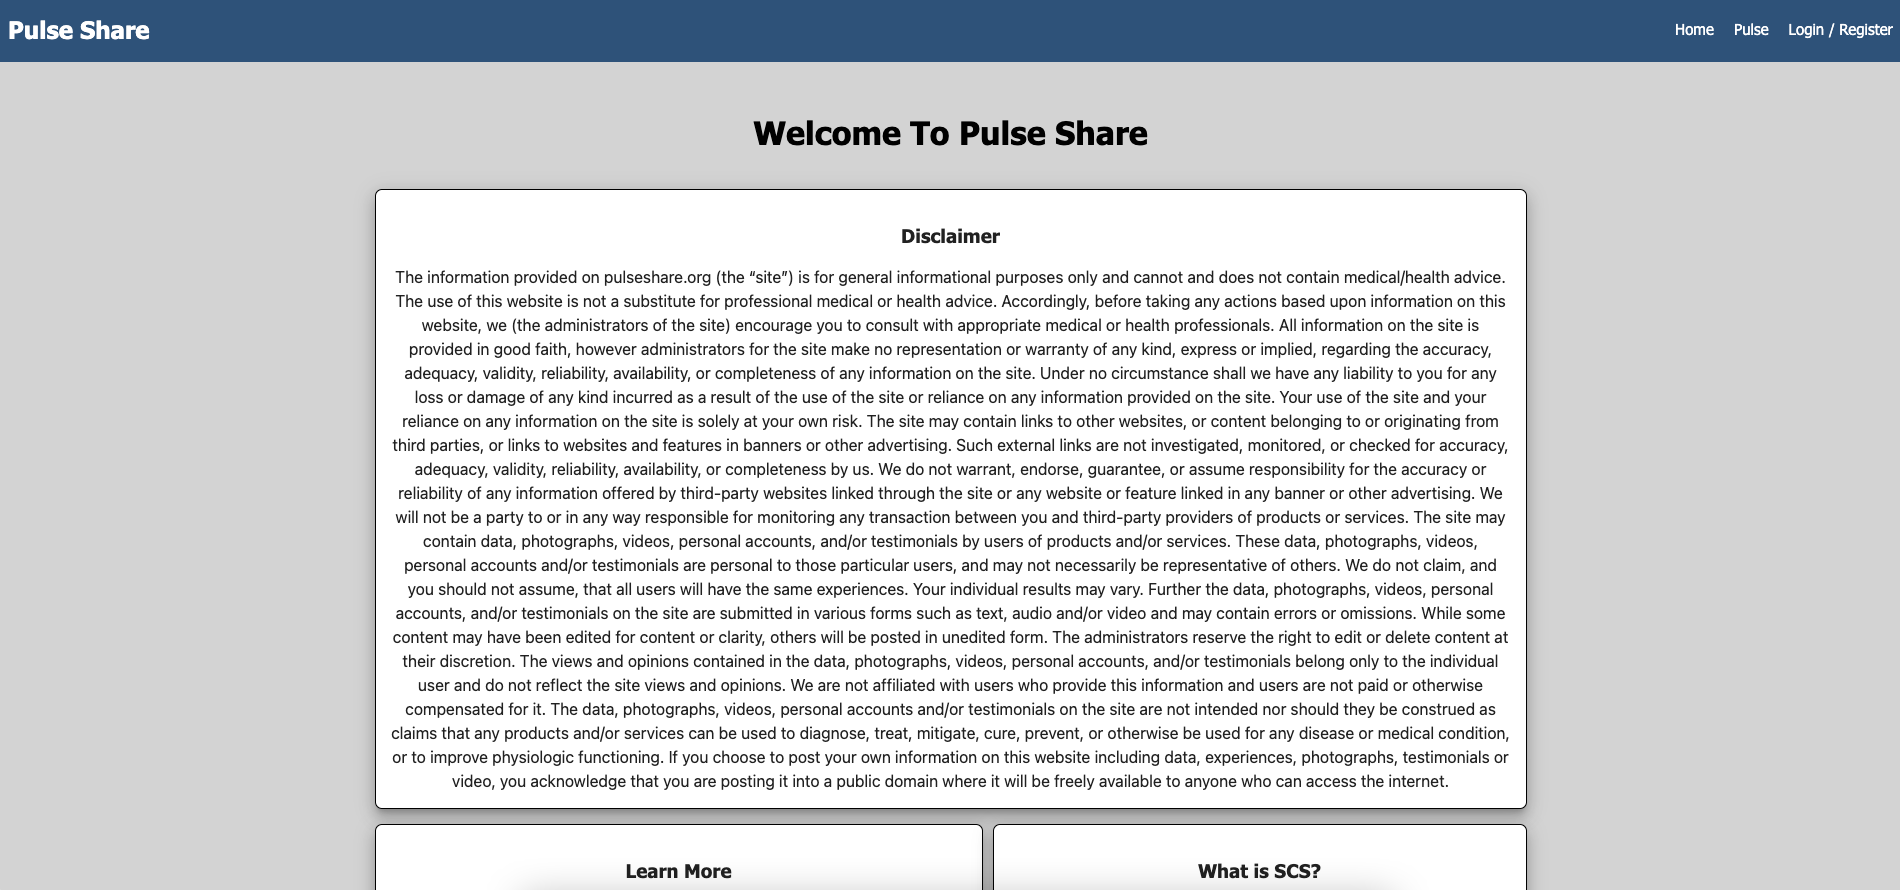 Pulse Share
Home Pulse Login / Register
Welcome To Pulse Share
Disclaimer
The information provided on pulseshare.org (the “site”) is for general informational purposes only and cannot and does not contain medical/health advice.
The use of this website is not a substitute for professional medical or health advice. Accordingly, before taking any actions based upon information on this
website, we (the administrators of the site) encourage you to consult with appropriate medical or health professionals. All information on the site is
provided in good faith, however administrators for the site make no representation or warranty of any kind, express or implied, regarding the accuracy,
adequacy, validity, reliability, availability, or completeness of any information on the site. Under no circumstance shall we have any liability to you for any
loss or damage of any kind incurred as a result of the use of the site or reliance on any information provided on the site. Your use of the site and your
reliance on any information on the site is solely at your own risk. The site may contain links to other websites, or content belonging to or originating from
third parties, or links to websites and features in banners or other advertising. Such external links are not investigated, monitored, or checked for accuracy,
adequacy, validity, reliability, availability, or completeness by us. We do not warrant, endorse, guarantee, or assume responsibility for the accuracy or
reliability of any information offered by third-party websites linked through the site or any website or feature linked in any banner or other advertising. We
will not be a party to or in any way responsible for monitoring any transaction between you and third-party providers of products or services. The site may
contain data, photographs, videos, personal accounts, and/or testimonials by users of products and/or services. These data, photographs, videos,
personal accounts and/or testimonials are personal to those particular users, and may not necessarily be representative of others. We do not claim, and
you should not assume, that all users will have the same experiences. Your individual results may vary. Further the data, photographs, videos, personal
accounts, and/or testimonials on the site are submitted in various forms such as text, audio and/or video and may contain errors or omissions. While some
content may have been edited for content or clarity, others will be posted in unedited form. The administrators reserve the right to edit or delete content at
their discretion. The views and opinions contained in the data, photographs, videos, personal accounts, and/or testimonials belong only to the individual
user and do not reflect the site views and opinions. We are not affiliated with users who provide this information and users are not paid or otherwise
compensated for it. The data, photographs, videos, personal accounts and/or testimonials on the site are not intended nor should they be construed as
claims that any products and/or services can be used to diagnose, treat, mitigate, cure, prevent, or otherwise be used for any disease or medical condition,
or to improve physiologic functioning. If you choose to post your own information on this website including data, experiences, photographs, testimonials or
video, you acknowledge that you are posting it into a public domain where it will be freely available to anyone who can access the internet.
Learn More
What is SCS?